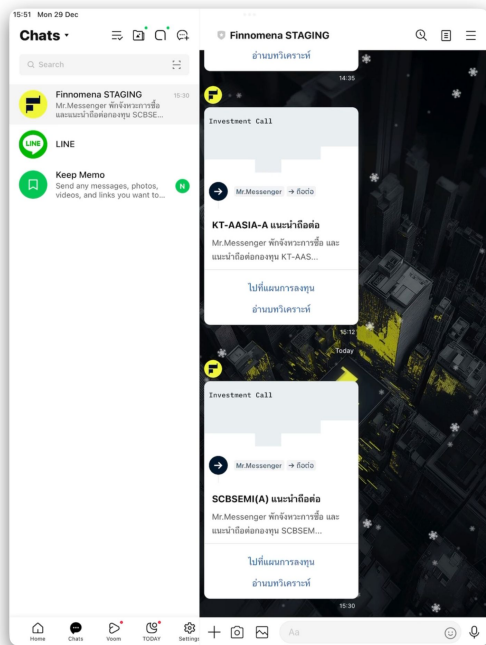 15:51 Mon 29 Dec
Chats
Search
Finnomena STAGING
15:30
Mr.Messenger พักจังหวะการซื้อ
และแนะนำถือต่อกองทุน SCBSE...
LINE
LINE
Keep Memo
Send any messages, photos,
videos, and links you want to...
N
Home
Chats
Voom
TODAY
Settings
Finnomena STAGING
อ่านบทวิเคราะห์
14:35
Investment Call
Mr.Messenger → ถือต่อ
KT-AASIA-A แนะนำถือต่อ
Mr.Messenger พักจังหวะการซื้อ และ
แนะนำถือต่อกองทุน KT-AAS...
ไปที่แผนการลงทุน
อ่านบทวิเคราะห์
16:12
Today
Investment Call
Mr.Messenger → ถือต่อ
SCBSEMI(A) แนะนำถือต่อ
Mr.Messenger พักจังหวะการซื้อ และ
แนะนำถือต่อกองทุน SCBSEM...
ไปที่แผนการลงทุน
อ่านบทวิเคราะห์
15:30
Aa